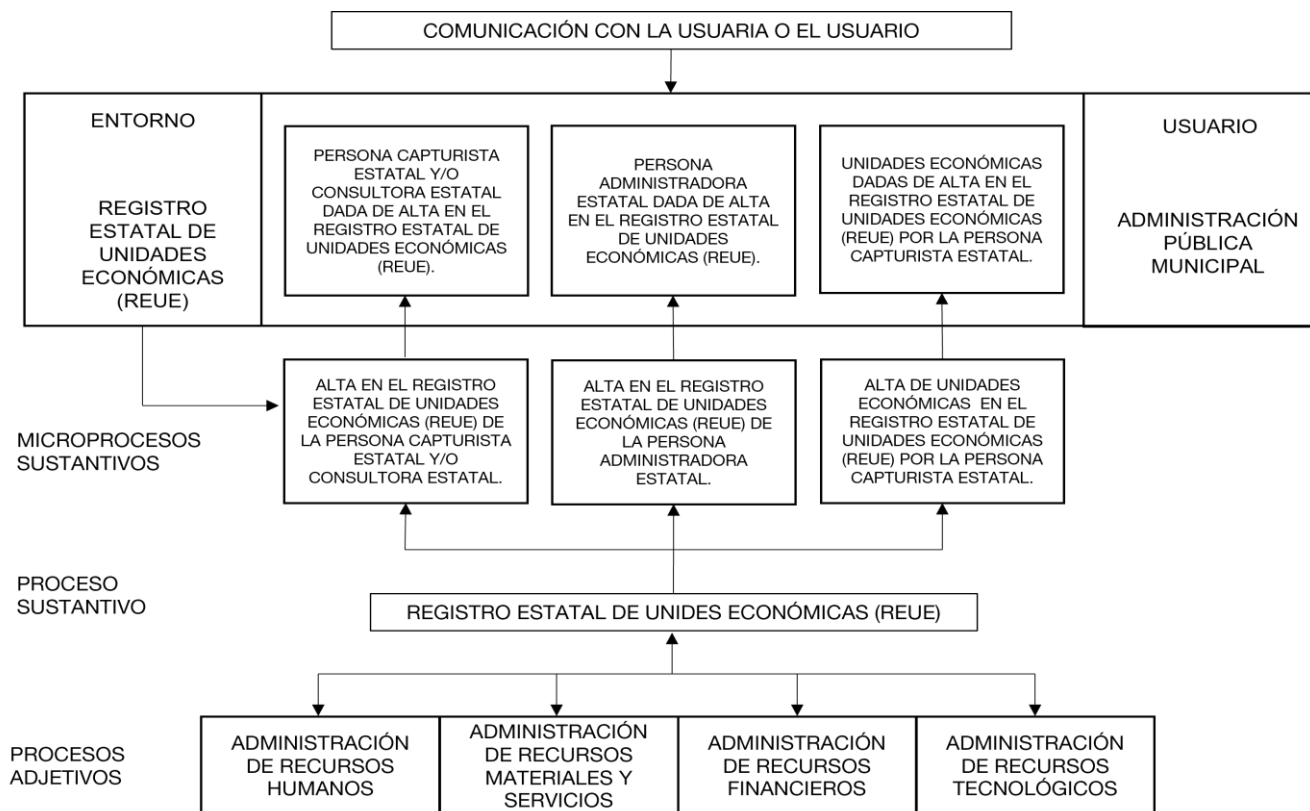 COMUNICACIÓN CON LA USUARIA O EL USUARIO
ENTORNO
REGISTRO
ESTATAL DE
UNIDADES
ECONÓMICAS
(REUE)
PERSONA CAPTURISTA
ESTATAL Y/O
CONSULTORA ESTATAL
DADA DE ALTA EN EL
REGISTRO ESTATAL DE
UNIDADES ECONÓMICAS
(REUE).
PERSONA
ADMINISTRADORA
ESTATAL DADA DE ALTA
EN EL REGISTRO ESTATAL
DE UNIDADES
ECONÓMICAS (REUE).
UNIDADES ECONÓMICAS
DADAS DE ALTA EN EL
REGISTRO ESTATAL DE
UNIDADES ECONÓMICAS
(REUE) POR LA PERSONA
CAPTURISTA ESTATAL.
USUARIO
ADMINISTRACIÓN
PÚBLICA
MUNICIPAL
MICROPROCESOS
SUSTANTIVOS
ALTA EN EL REGISTRO
ESTATAL DE UNIDADES
ECONÓMICAS (REUE) DE
LA PERSONA CAPTURISTA
ESTATAL Y/O
CONSULTORA ESTATAL.
ALTA EN EL REGISTRO
ESTATAL DE UNIDADES
ECONÓMICAS (REUE) DE
LA PERSONA
ADMINISTRADORA
ESTATAL.
ALTA DE UNIDADES
ECONÓMICAS EN EL
REGISTRO ESTATAL DE
UNIDADES ECONÓMICAS
(REUE) POR LA PERSONA
CAPTURISTA ESTATAL.
PROCESO
SUSTANTIVO
REGISTRO ESTATAL DE UNIDES ECONÓMICAS (REUE)
PROCESOS
ADJETIVOS
ADMINISTRACIÓN
DE RECURSOS
HUMANOS
ADMINISTRACIÓN
DE RECURSOS
MATERIALES Y
SERVICIOS
ADMINISTRACIÓN
DE RECURSOS
FINANCIEROS
ADMINISTRACIÓN
DE RECURSOS
TECNOLÓGICOS